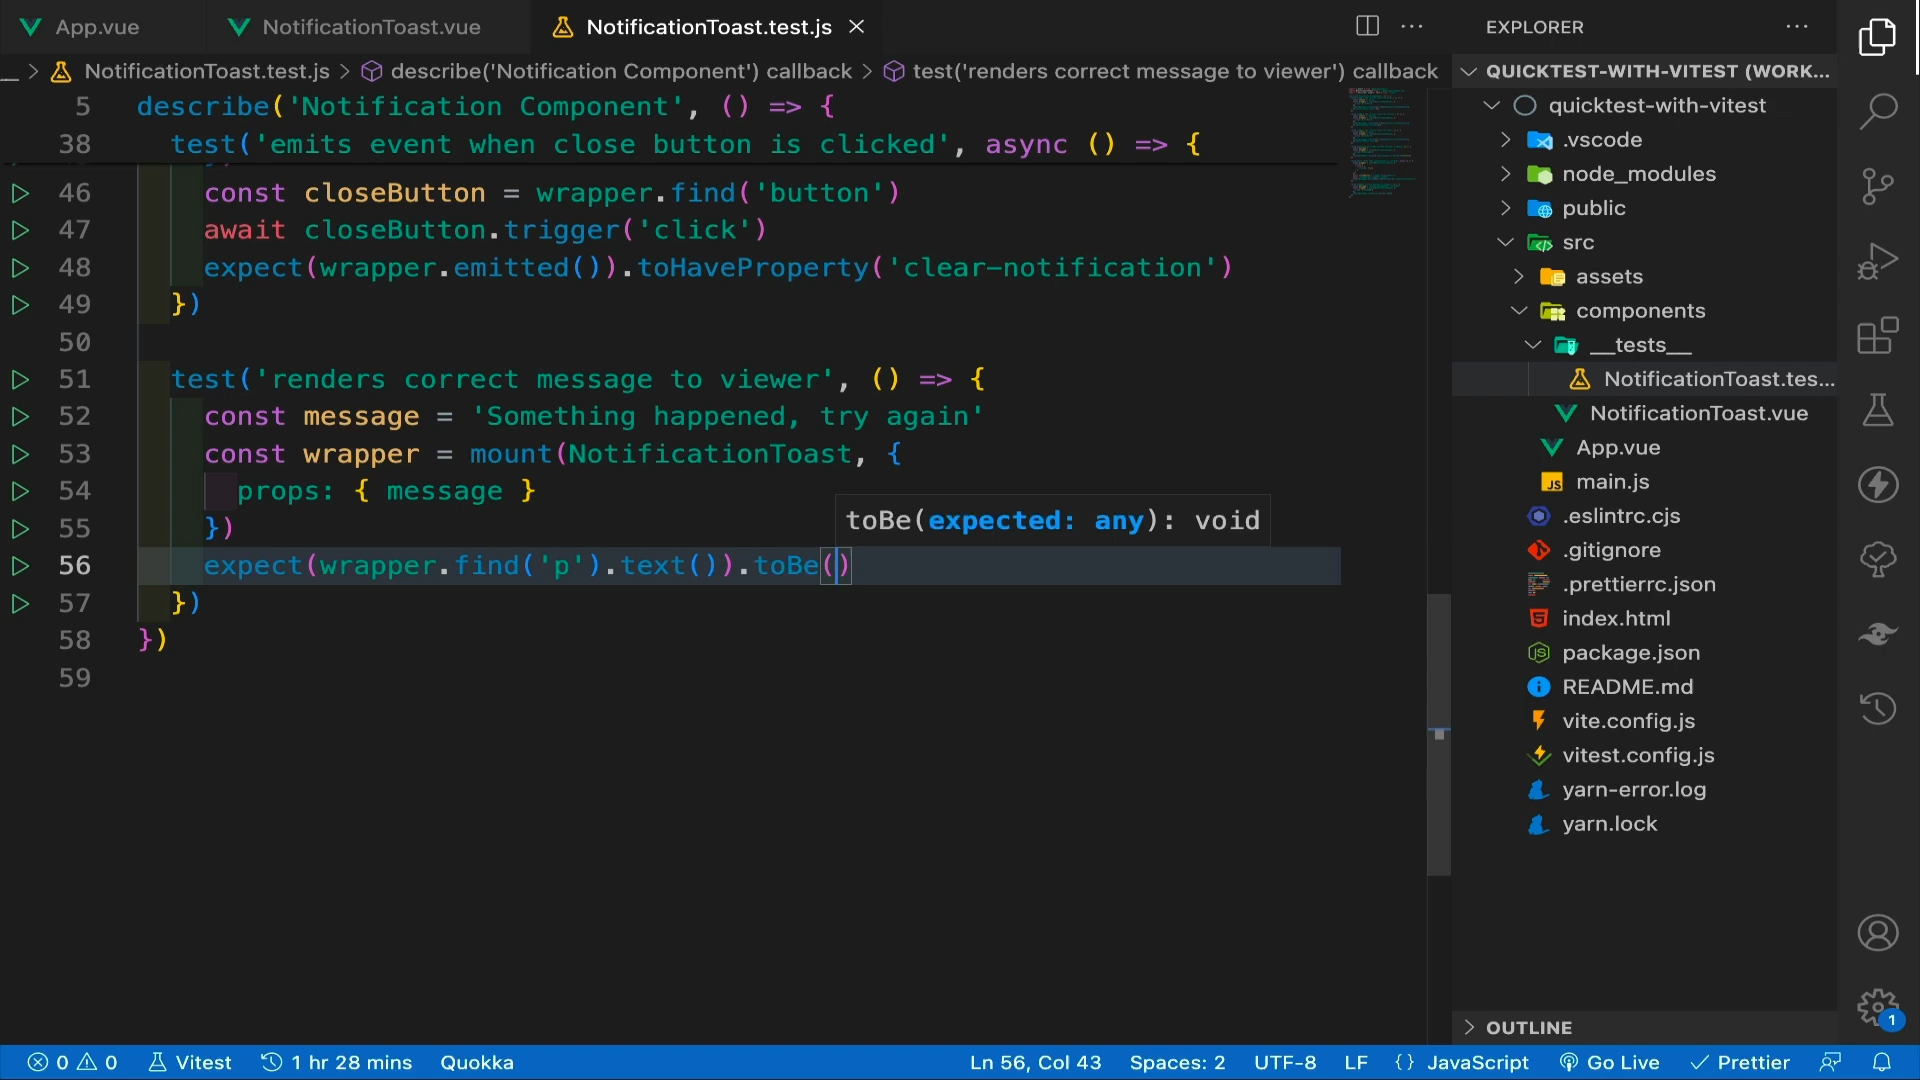 App.vue
NotificationToast.vue
NotificationToast.test.js
EXPLORER
NotificationToast.test.js > describe('Notification Component') callback > test('renders correct message to viewer') callback
5 describe('Notification Component', () => {
38 test('emits event when close button is clicked', async () => {
46 const closeButton = wrapper.find('button')
47 await closeButton.trigger('click')
48 expect(wrapper.emitted()).toHaveProperty('clear-notification')
49 })
50
51 test('renders correct message to viewer', () => {
52 const message = 'Something happened, try again'
53 const wrapper = mount(NotificationToast, {
54 props: { message }
55 })
toBe(expected: any): void
56 expect(wrapper.find('p').text()).toBe()
57 })
58 })
59
QUICKTEST-WITH-VITEST (WORK...
quicktest-with-vitest
.vscode
node_modules
public
src
assets
components
__tests__
NotificationToast.tes...
NotificationToast.vue
App.vue
main.js
.eslintrc.cjs
.gitignore
.prettierrc.json
index.html
package.json
README.md
vite.config.js
vitest.config.js
yarn-error.log
yarn.lock
OUTLINE
1
0 0 Vitest 1 hr 28 mins Quokka Ln 56, Col 43 Spaces: 2 UTF-8 LF {} JavaScript Go Live Prettier